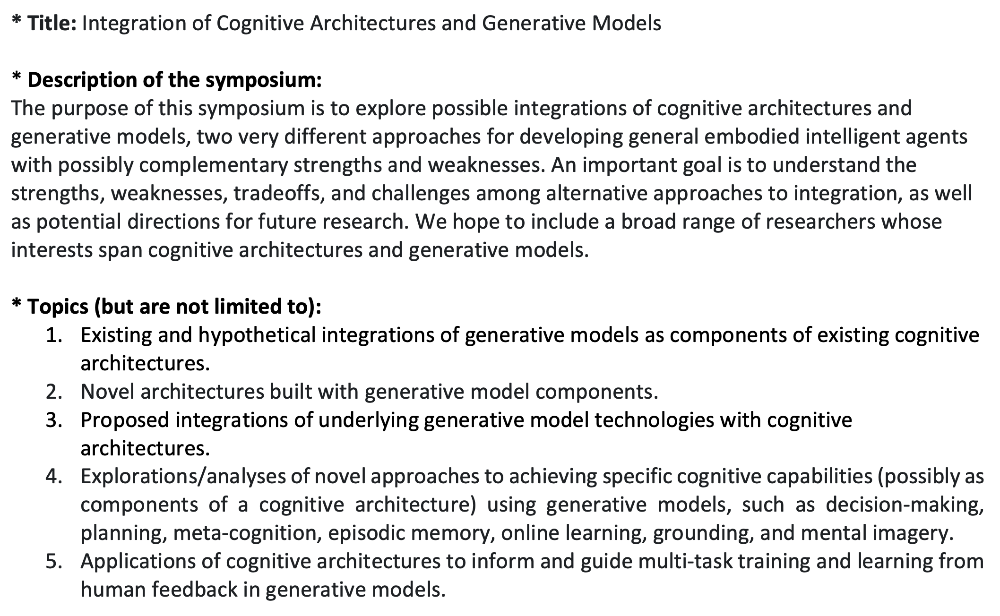 * Title: Integration of Cognitive Architectures and Generative Models
* Description of the symposium:
The purpose of this symposium is to explore possible integrations of cognitive architectures and
generative models, two very different approaches for developing general embodied intelligent agents
with possibly complementary strengths and weaknesses. An important goal is to understand the
strengths, weaknesses, tradeoffs, and challenges among alternative approaches to integration, as well
as potential directions for future research. We hope to include a broad range of researchers whose
interests span cognitive architectures and generative models.
* Topics (but are not limited to):
1. Existing and hypothetical integrations of generative models as components of existing cognitive
architectures.
2. Novel architectures built with generative model components.
3. Proposed integrations of underlying generative model technologies with cognitive
architectures.
4. Explorations/analyses of novel approaches to achieving specific cognitive capabilities (possibly as
components of a cognitive architecture) using generative models, such as decision-making,
planning, meta-cognition, episodic memory, online learning, grounding, and mental imagery.
5. Applications of cognitive architectures to inform and guide multi-task training and learning from
human feedback in generative models.